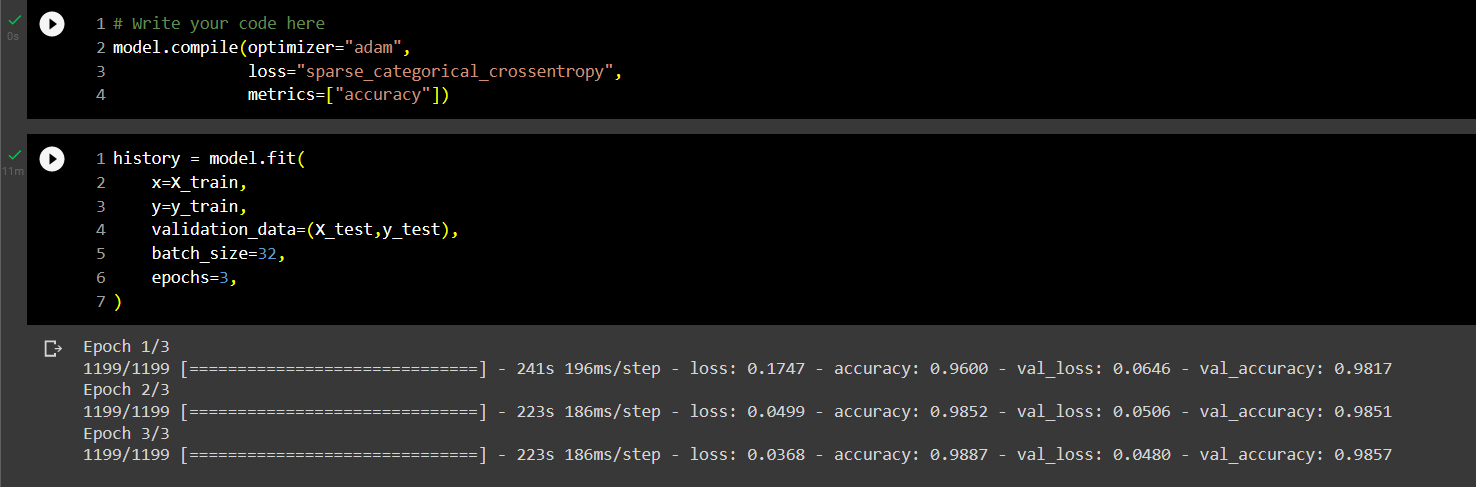 0s
1 # Write your code here
2 model.compile(optimizer="adam",
3               loss="sparse_categorical_crossentropy",
4               metrics=["accuracy"])
11m
1 history = model.fit(
2     x=X_train,
3     y=y_train,
4     validation_data=(X_test,y_test),
5     batch_size=32,
6     epochs=3,
7 )
Epoch 1/3
1199/1199 [==============================] - 241s 196ms/step - loss: 0.1747 - accuracy: 0.9600 - val_loss: 0.0646 - val_accuracy: 0.9817
Epoch 2/3
1199/1199 [==============================] - 223s 186ms/step - loss: 0.0499 - accuracy: 0.9852 - val_loss: 0.0506 - val_accuracy: 0.9851
Epoch 3/3
1199/1199 [==============================] - 223s 186ms/step - loss: 0.0368 - accuracy: 0.9887 - val_loss: 0.0480 - val_accuracy: 0.9857